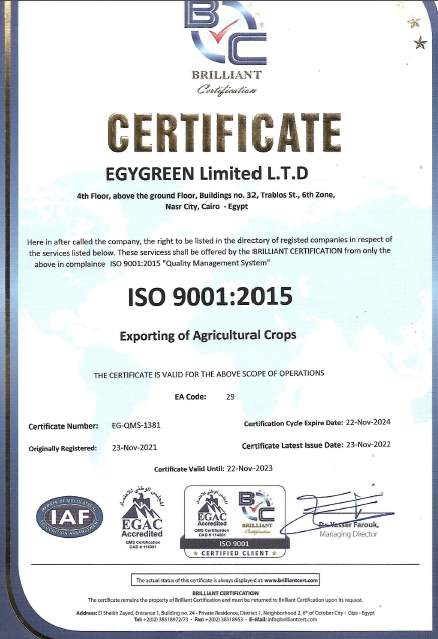 BC
BRILLIANT
Certification
CERTIFICATE
EGYGREEN Limited L.T.D
4th Floor, above the ground Floor, Buildings no. 32, Trablos St., 6th Zone,
Nasr City, Cairo - Egypt
Here in after called the company, the right to be listed in the directory of registed companies in respect of
the services listed below. These servicess shall be offered by the BRILLIANT CERTIFICATION from only the
above in complaince ISO 9001:2015 "Quality Management System"
ISO 9001:2015
Exporting of Agricultural Crops
THE CERTIFICATE IS VALID FOR THE ABOVE SCOPE OF OPERATIONS
EA Code: 29
Certificate Number: EG-QMS-1381
Certification Cycle Expire Date: 22-Nov-2024
Originally Registered: 23-Nov-2021
Certificate Latest Issue Date: 23-Nov-2022
Certificate Valid Until: 22-Nov-2023
IAF
EGAC
Accredited
QMS Certification
CAB # 114001
EGAC
Accredited
QMS Certification
CAB # 114001
BC
BRILLIANT
Certification
ISO 9001
★ CERTIFIED CLIENT ★
Dr. Yasser Farouk,
Managing Director
The actual status of this certificate is always displayed at www.brilliantcert.com
BRILLIANT CERTIFICATION
The certificate remains the property of Brilliant Certification and must be returned to Brilliant Certification upon its request.
Address: El Sheikh Zayed, Entrance 1, Building no. 24 - Private Residence, District 1, Neighborhood 2, 6th of October City - Giza - Egypt
Tel: +2(02) 38518972/73 - Fax: +2(02) 38518953 - E-Mail: info@brilliantcert.com